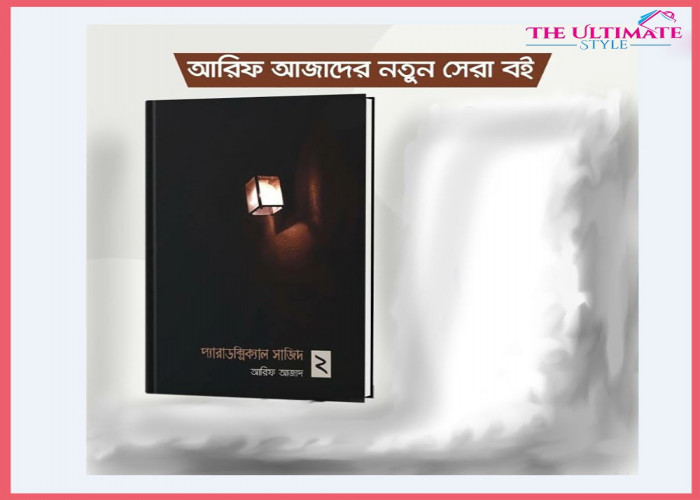 THE ULTIMATE
STYLE
আরিফ আজাদের নতুন সেরা বই
প্যারাডক্সিক্যাল সাজিদ ২
আরিফ আজাদ